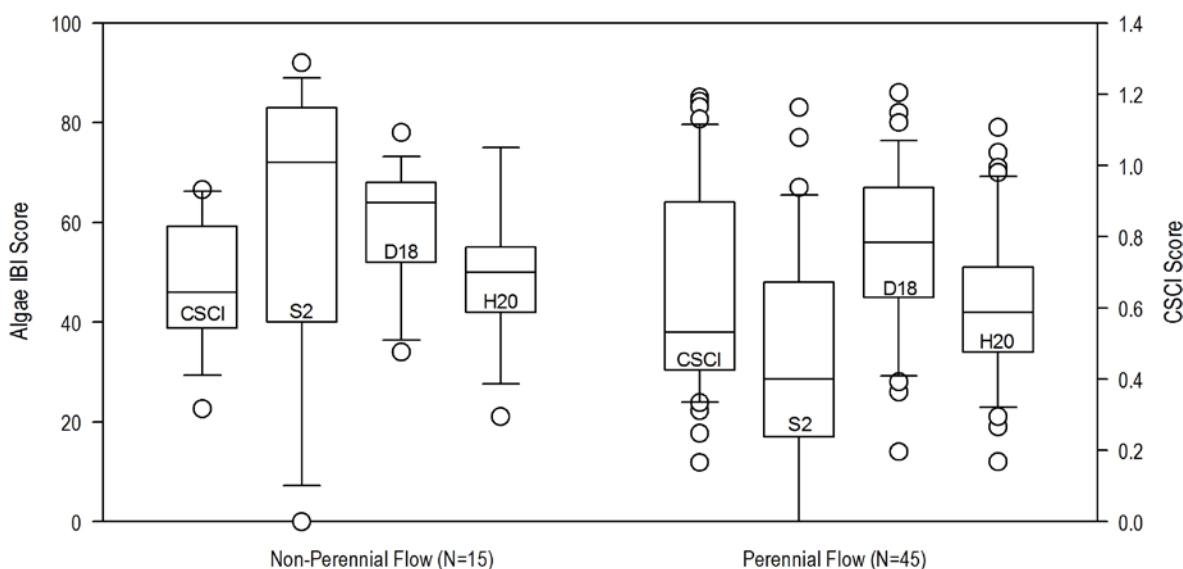 100
80
60
40
20
0
Algae IBI Score
1.4
1.2
1.0
0.8
0.6
0.4
0.2
0.0
CSCI Score
CSCI
S2
D18
H20
CSCI
S2
D18
H20
Non-Perennial Flow (N=15)
Perennial Flow (N=45)